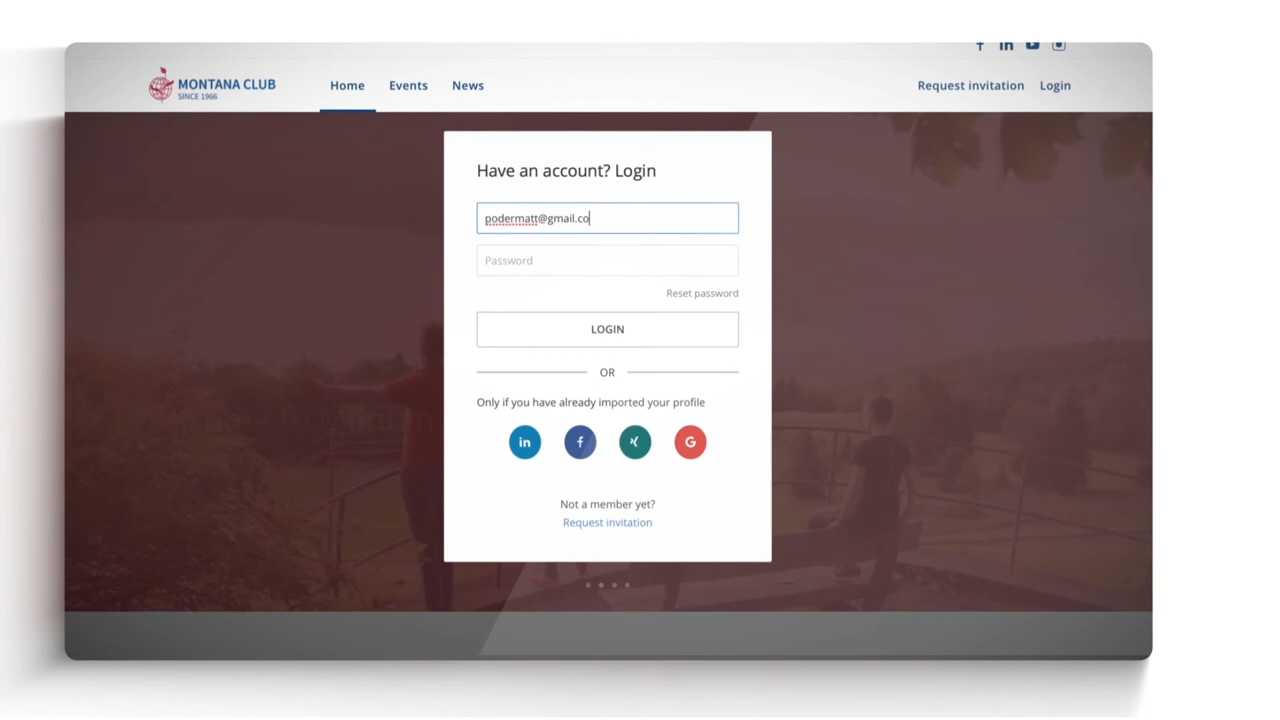 MONTANA CLUB
SINCE 1966
Home
Events
News
Request invitation
Login
Have an account? Login
podermatt@gmail.co
Password
Reset password
LOGIN
OR
Only if you have already imported your profile
in
f
G
Not a member yet?
Request invitation